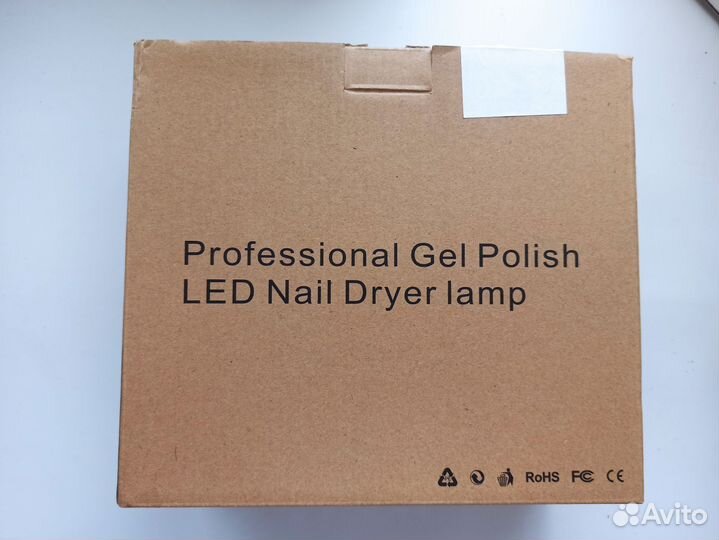 Professional Gel Polish
LED Nail Dryer lamp
RoHS FC CE
Avito